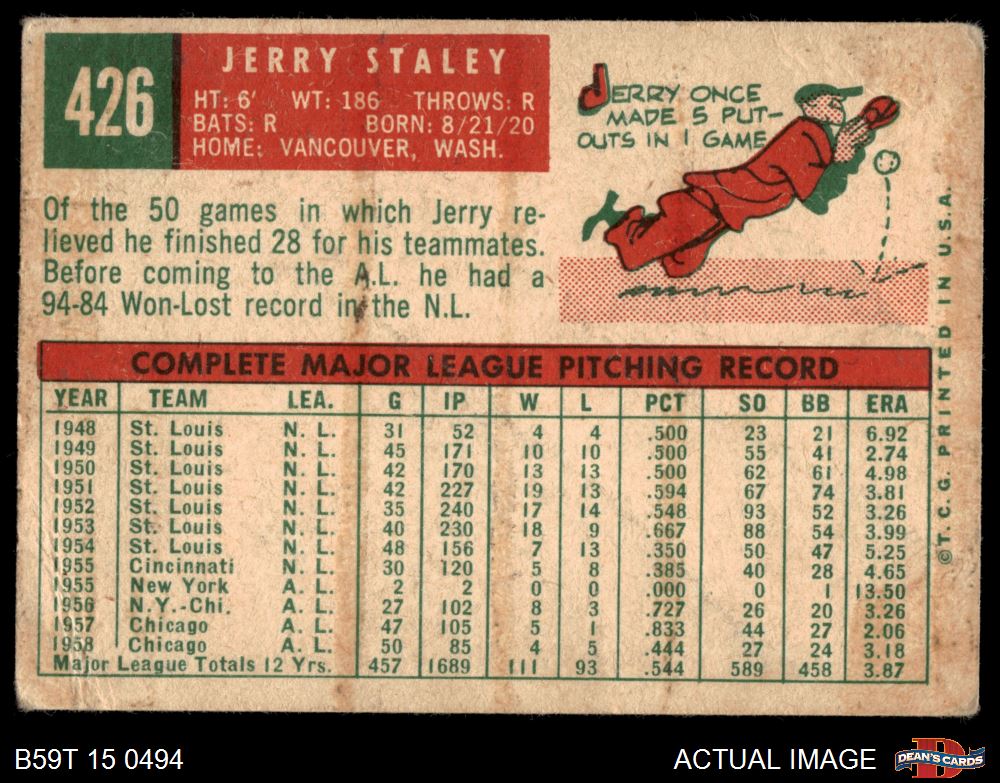 426
JERRY STALEY
HT: 6' WT: 186 THROWS: R
BATS: R BORN: 8/21/20
HOME: VANCOUVER, WASH.
JERRY ONCE
MADE 5 PUT-
OUTS IN 1 GAME
Of the 50 games in which Jerry re-
lieved he finished 28 for his teammates.
Before coming to the A.L. he had a
94-84 Won-Lost record in the N.L.
COMPLETE MAJOR LEAGUE PITCHING RECORD
YEAR TEAM LEA. G IP W L PCT SO BB ERA
1948 St. Louis N. L. 31 52 4 4 .500 23 21 6.92
1949 St. Louis N. L. 45 171 10 10 .500 55 41 2.74
1950 St. Louis N. L. 42 170 13 13 .500 62 61 4.98
1951 St. Louis N. L. 42 227 19 13 .594 67 74 3.81
1952 St. Louis N. L. 35 240 17 14 .548 93 52 3.26
1953 St. Louis N. L. 40 230 18 9 .667 88 54 3.99
1954 St. Louis N. L. 48 156 7 13 .350 50 47 5.25
1955 Cincinnati N. L. 30 120 5 8 .385 40 28 4.65
1955 New York A. L. 2 2 0 0 .000 0 1 13.50
1956 N.Y.-Chi. A. L. 27 102 8 3 .727 26 20 3.26
1957 Chicago A. L. 47 105 5 1 .833 44 27 2.06
1958 Chicago A. L. 50 85 4 5 .444 27 24 3.18
Major League Totals 12 Yrs. 457 1689 111 93 .544 589 458 3.87
©T.C.G. PRINTED IN U.S.A.
B59T 15 0494
ACTUAL IMAGE
DEAN'S CARDS